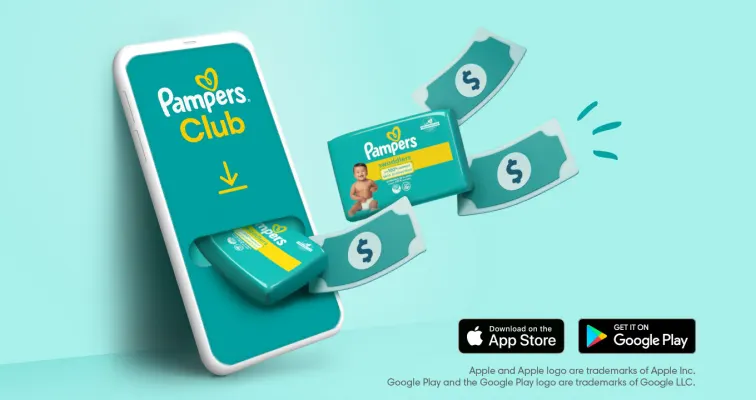 Pampers®
Club
Pampers
swaddlers
Pampers
$
$
$
Download on the
App Store
GET IT ON
Google Play
Apple and Apple logo are trademarks of Apple Inc.
Google Play and the Google Play logo are trademarks of Google LLC.